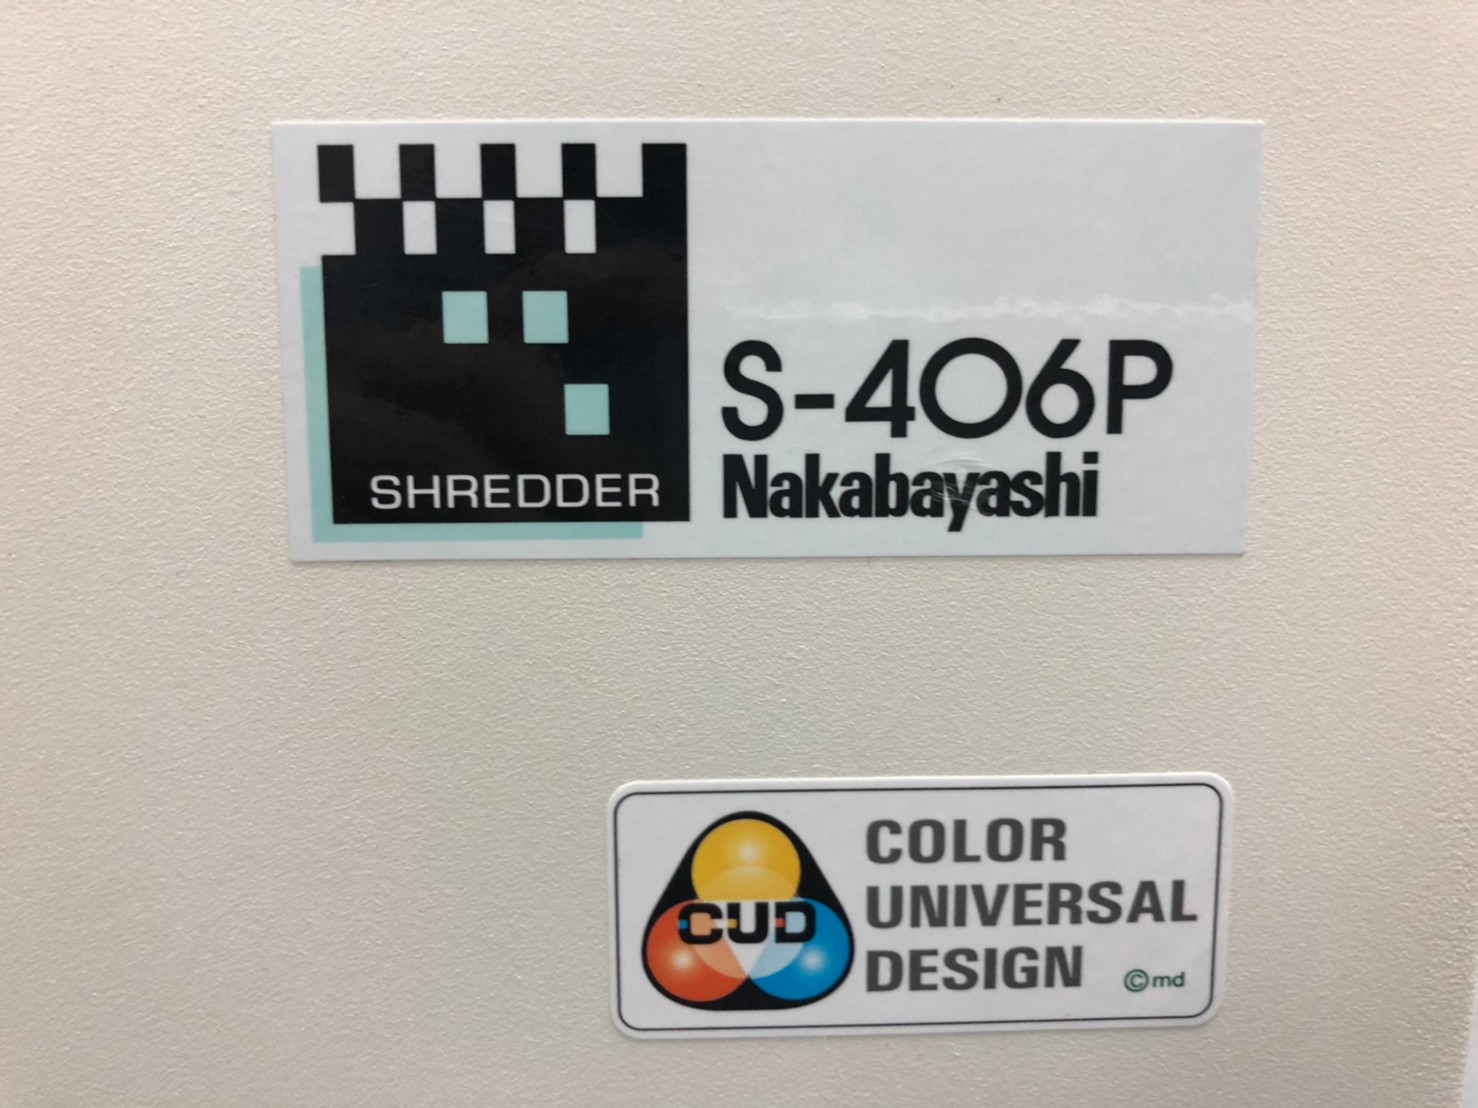 SHREDDER
S-406P
Nakabayashi
CUD
COLOR
UNIVERSAL
DESIGN
©md